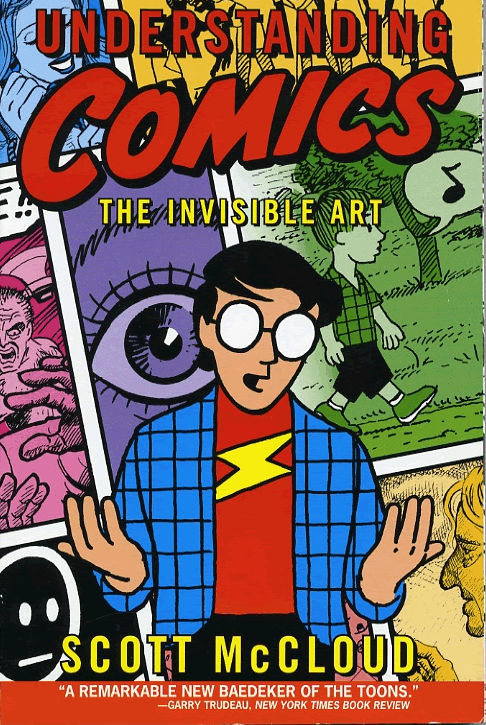 UNDERSTANDING
COMICS
THE INVISIBLE ART
!!
SCOTT McCLOUD
"A REMARKABLE NEW BAEDEKER OF THE TOONS."
—GARRY TRUDEAU, NEW YORK TIMES BOOK REVIEW